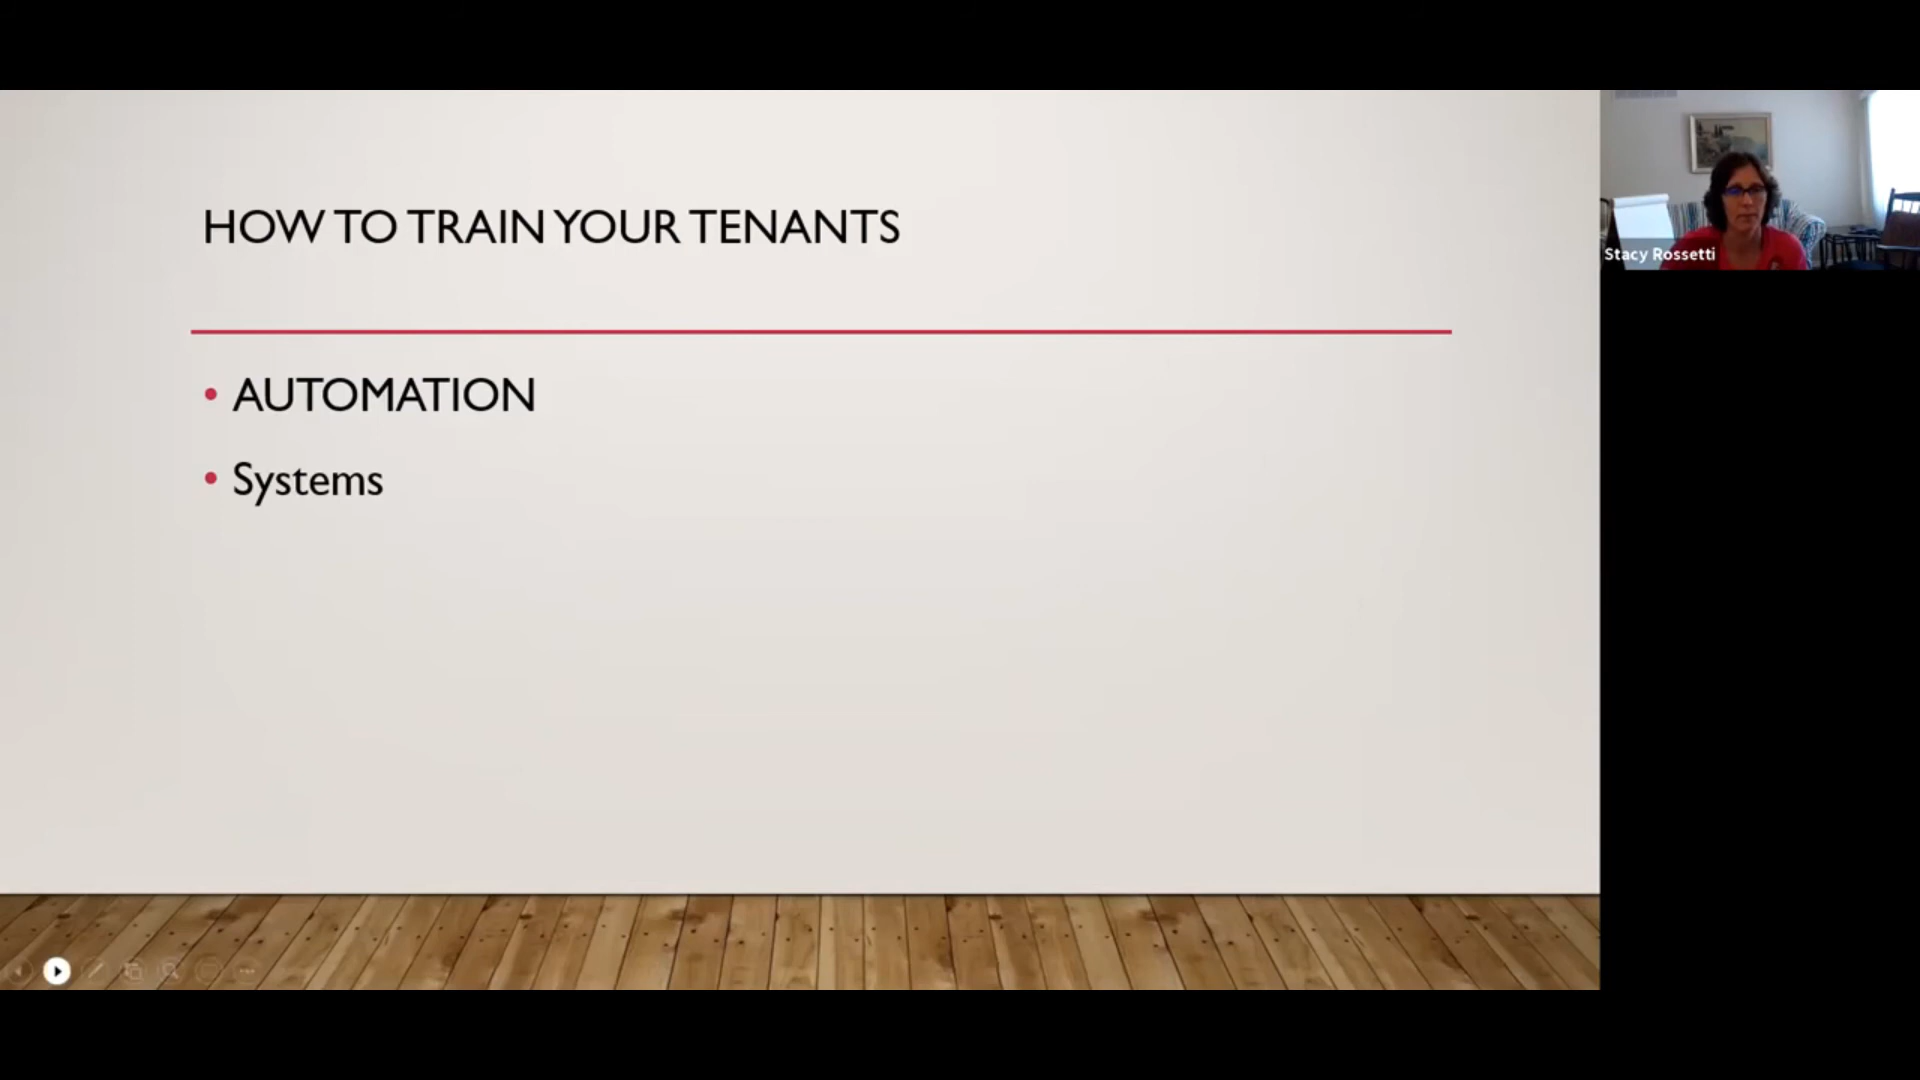 HOW TO TRAIN YOUR TENANTS
• AUTOMATION
• Systems
Stacy Rossetti